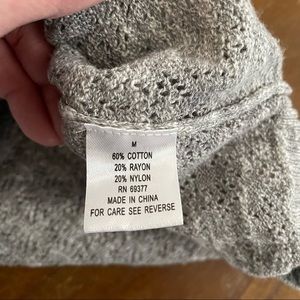 M
60% COTTON
20% RAYON
20% NYLON
RN 69377
MADE IN CHINA
FOR CARE SEE REVERSE